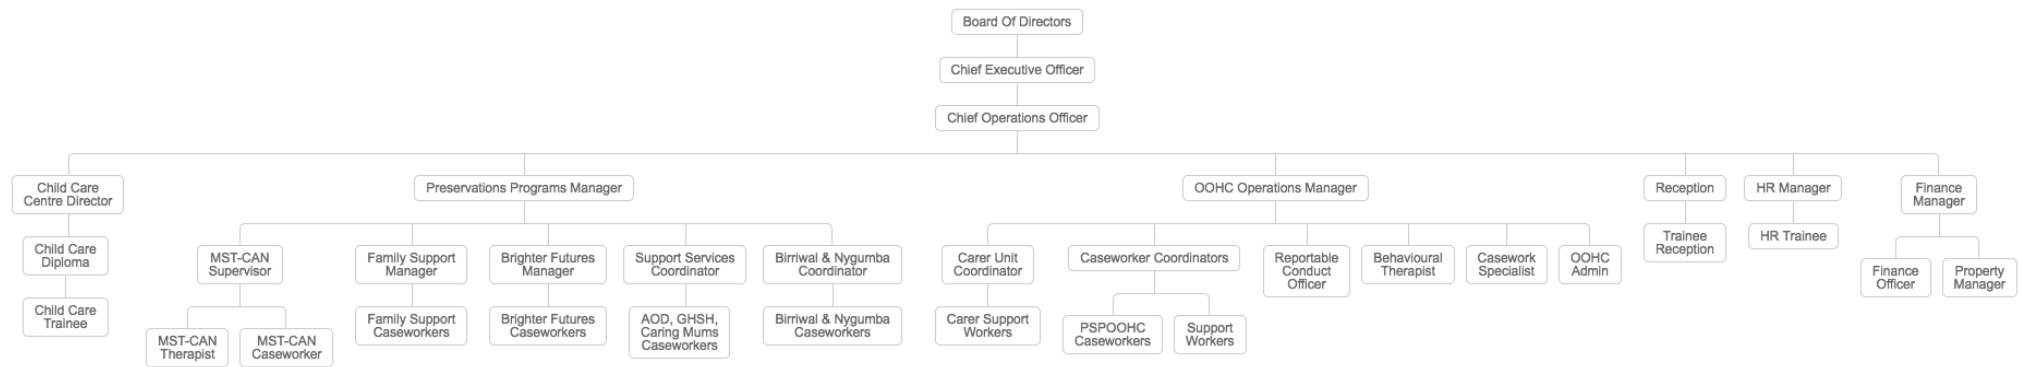 Board Of Directors
Chief Executive Officer
Chief Operations Officer
Child Care
Centre Director
Preservations Programs Manager
OOHC Operations Manager
Reception
HR Manager
Finance
Manager
Child Care
Diploma
MST-CAN
Supervisor
Family Support
Manager
Brighter Futures
Manager
Support Services
Coordinator
Birriwal & Nygumba
Coordinator
Carer Unit
Coordinator
Caseworker Coordinators
Reportable
Conduct
Officer
Behavioural
Therapist
Casework
Specialist
OOHC
Admin
Trainee
Reception
HR Trainee
Finance
Officer
Property
Manager
Child Care
Trainee
MST-CAN
Therapist
MST-CAN
Caseworker
Family Support
Caseworkers
Brighter Futures
Caseworkers
AOD, GHSH,
Caring Mums
Caseworkers
Birriwal & Nygumba
Caseworkers
Carer Support
Workers
PSPOOHC
Caseworkers
Support
Workers